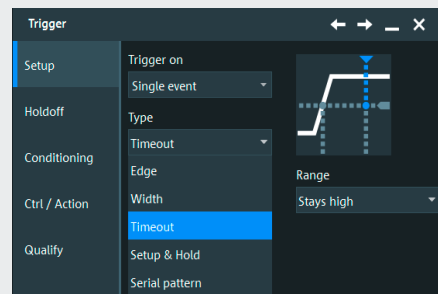 Trigger
Setup
Holdoff
Conditioning
Ctrl / Action
Qualify
Trigger on
Single event
Type
Timeout
Edge
Width
Timeout
Setup & Hold
Serial pattern
Range
Stays high